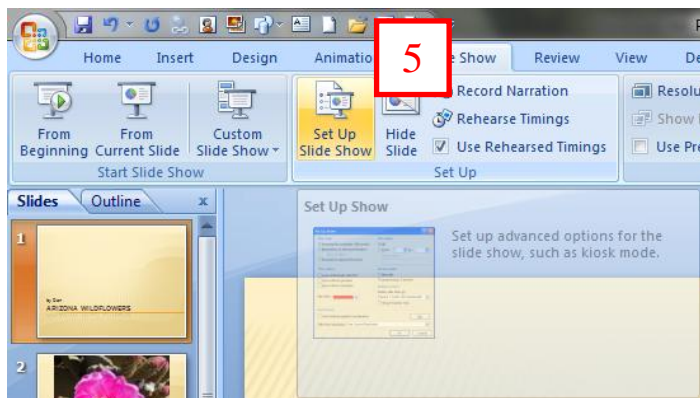 P
Home Insert Design Animatio 5 e Show Review View De
From Beginning
From Current Slide
Custom Slide Show
Start Slide Show
Set Up Slide Show
Hide Slide
Record Narration
Rehearse Timings
Use Rehearsed Timings
Set Up
Resolu
Show
Use Pre
Slides Outline x
Set Up Show
Set up advanced options for the
slide show, such as kiosk mode.
1
by Dan
ARIZONA WILDFLOWERS
2